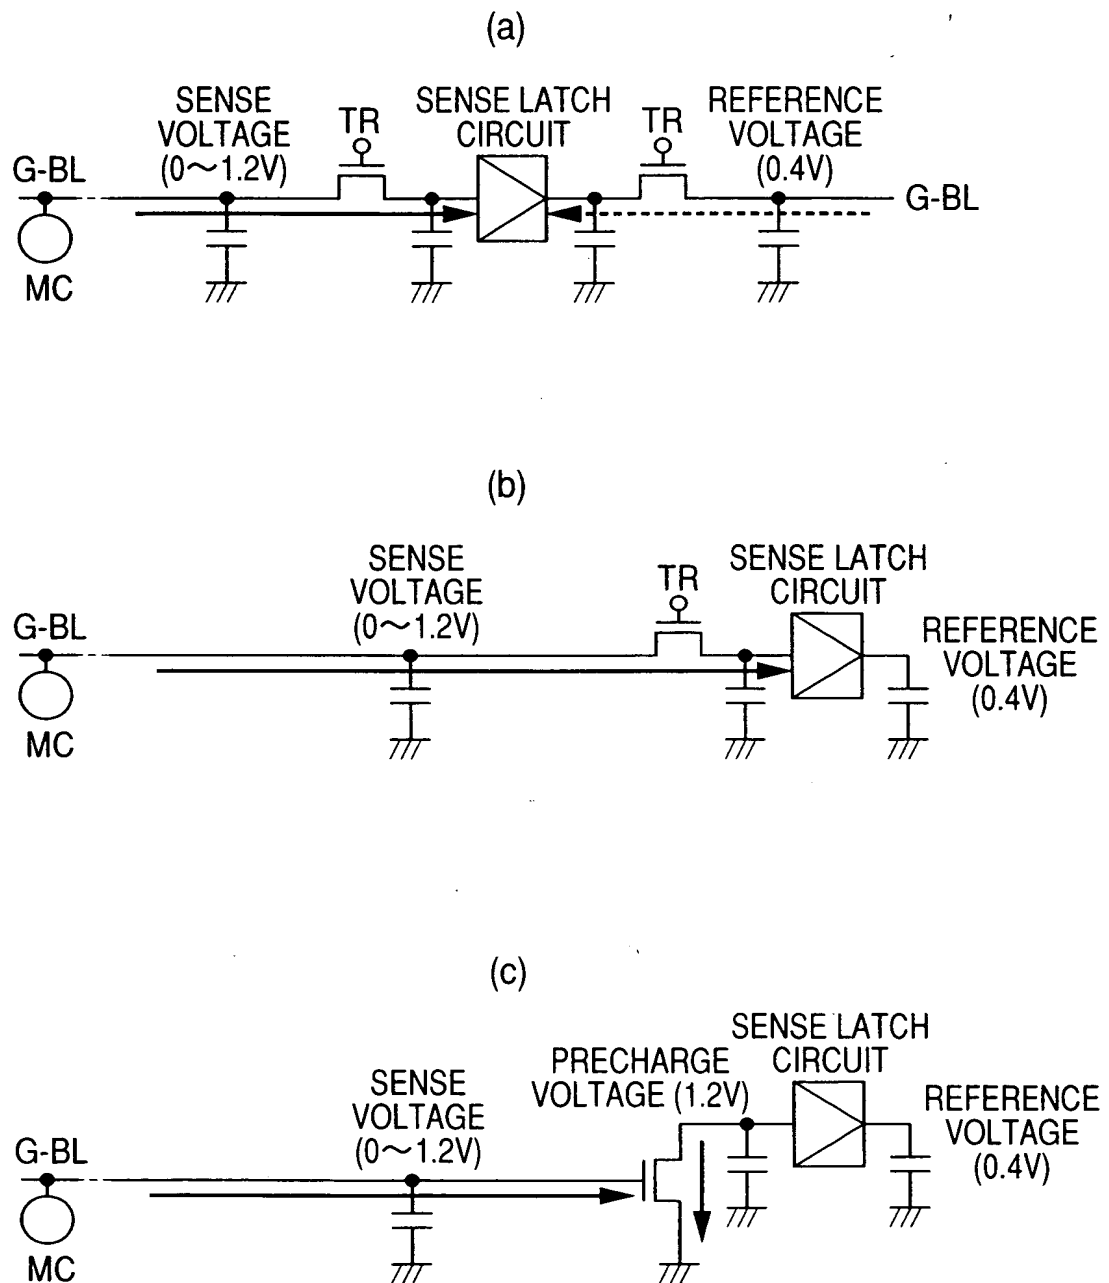 (a)
SENSE
VOLTAGE
(0～1.2V)
TR
SENSE LATCH
CIRCUIT
TR
REFERENCE
VOLTAGE
(0.4V)
G-BL
G-BL
MC
(b)
SENSE
VOLTAGE
(0～1.2V)
TR
SENSE LATCH
CIRCUIT
G-BL
REFERENCE
VOLTAGE
(0.4V)
MC
(c)
SENSE LATCH
CIRCUIT
PRECHARGE
VOLTAGE (1.2V)
SENSE
VOLTAGE
(0～1.2V)
REFERENCE
VOLTAGE
(0.4V)
G-BL
MC